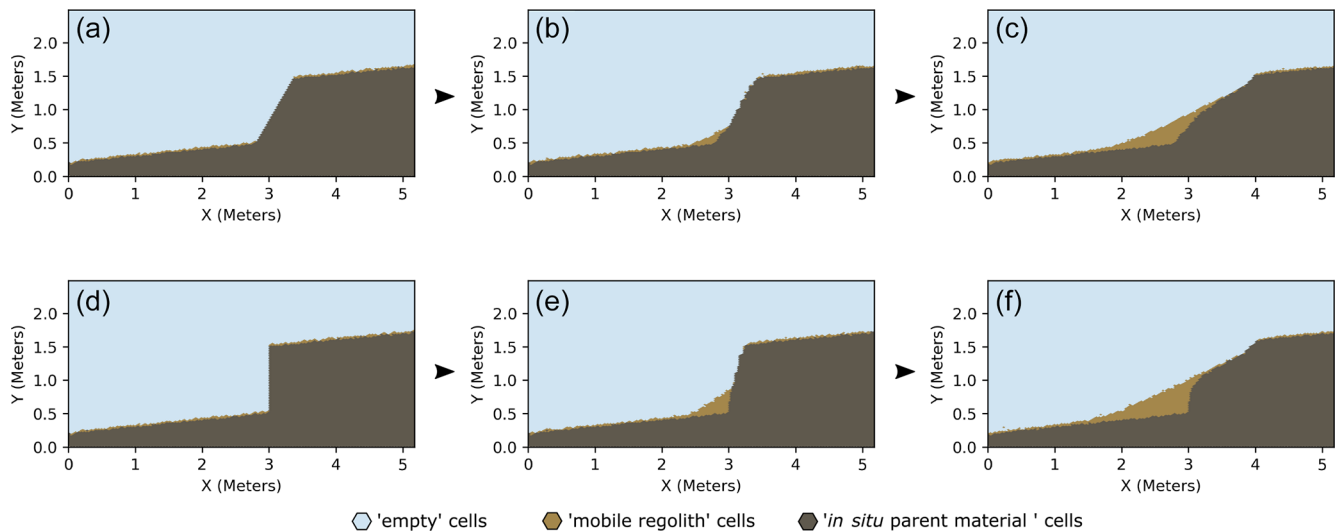 (a)
Y (Meters)
2.0
1.5
1.0
0.5
0.0
0 1 2 3 4 5
X (Meters)
(b)
Y (Meters)
2.0
1.5
1.0
0.5
0.0
0 1 2 3 4 5
X (Meters)
(c)
Y (Meters)
2.0
1.5
1.0
0.5
0.0
0 1 2 3 4 5
X (Meters)
(d)
Y (Meters)
2.0
1.5
1.0
0.5
0.0
0 1 2 3 4 5
X (Meters)
(e)
Y (Meters)
2.0
1.5
1.0
0.5
0.0
0 1 2 3 4 5
X (Meters)
(f)
Y (Meters)
2.0
1.5
1.0
0.5
0.0
0 1 2 3 4 5
X (Meters)
'empty' cells 'mobile regolith' cells 'in situ parent material ' cells